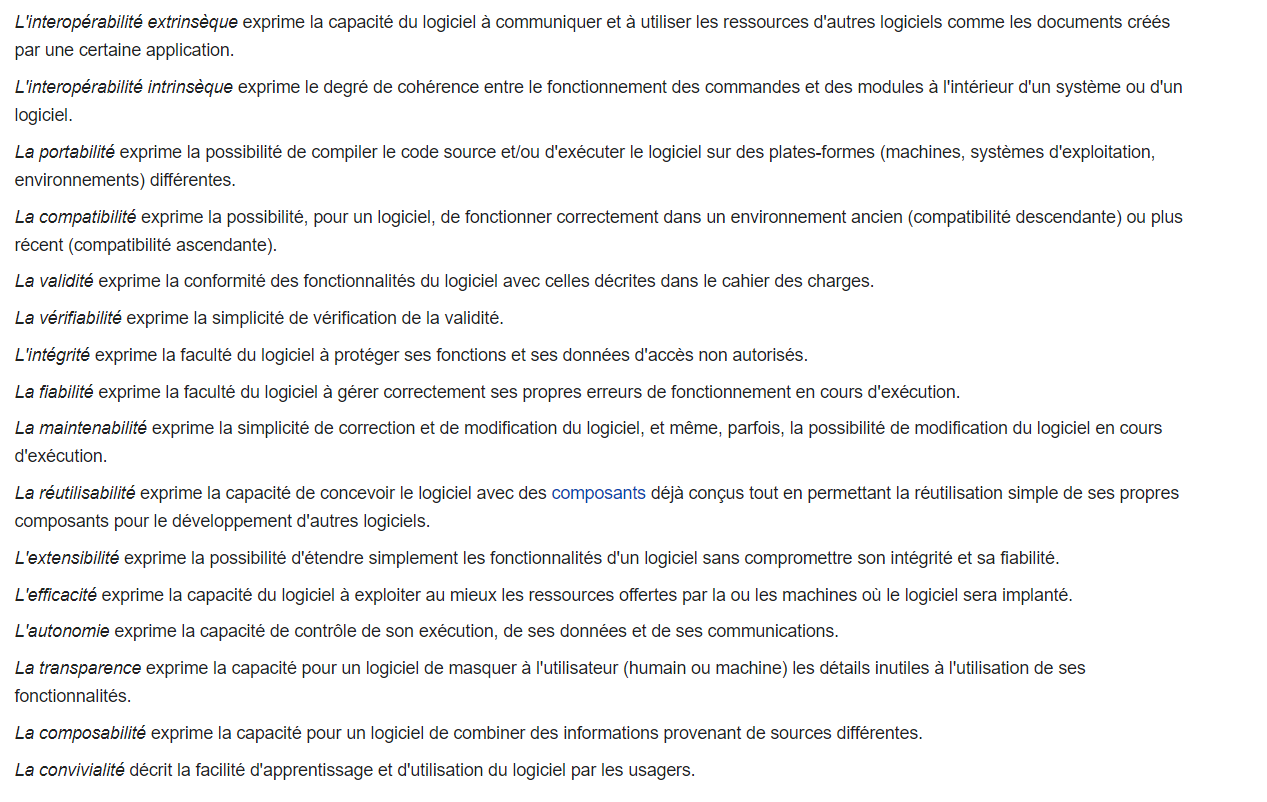 L'interopérabilité extrinsèque exprime la capacité du logiciel à communiquer et à utiliser les ressources d'autres logiciels comme les documents créés
par une certaine application.
L'interopérabilité intrinsèque exprime le degré de cohérence entre le fonctionnement des commandes et des modules à l'intérieur d'un système ou d'un
logiciel.
La portabilité exprime la possibilité de compiler le code source et/ou d'exécuter le logiciel sur des plates-formes (machines, systèmes d'exploitation,
environnements) différentes.
La compatibilité exprime la possibilité, pour un logiciel, de fonctionner correctement dans un environnement ancien (compatibilité descendante) ou plus
récent (compatibilité ascendante).
La validité exprime la conformité des fonctionnalités du logiciel avec celles décrites dans le cahier des charges.
La vérifiabilité exprime la simplicité de vérification de la validité.
L'intégrité exprime la faculté du logiciel à protéger ses fonctions et ses données d'accès non autorisés.
La fiabilité exprime la faculté du logiciel à gérer correctement ses propres erreurs de fonctionnement en cours d'exécution.
La maintenabilité exprime la simplicité de correction et de modification du logiciel, et même, parfois, la possibilité de modification du logiciel en cours
d'exécution.
La réutilisabilité exprime la capacité de concevoir le logiciel avec des composants déjà conçus tout en permettant la réutilisation simple de ses propres
composants pour le développement d'autres logiciels.
L'extensibilité exprime la possibilité d'étendre simplement les fonctionnalités d'un logiciel sans compromettre son intégrité et sa fiabilité.
L'efficacité exprime la capacité du logiciel à exploiter au mieux les ressources offertes par la ou les machines où le logiciel sera implanté.
L'autonomie exprime la capacité de contrôle de son exécution, de ses données et de ses communications.
La transparence exprime la capacité pour un logiciel de masquer à l'utilisateur (humain ou machine) les détails inutiles à l'utilisation de ses
fonctionnalités.
La composabilité exprime la capacité pour un logiciel de combiner des informations provenant de sources différentes.
La convivialité décrit la facilité d'apprentissage et d'utilisation du logiciel par les usagers.